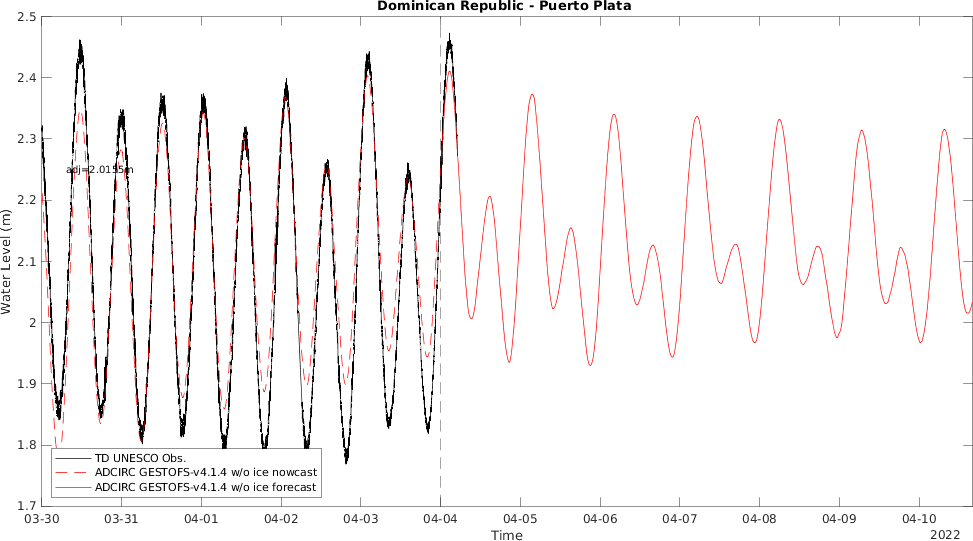 Dominican Republic - Puerto Plata
2.5
2.4
2.3
2.2
2.1
2
1.9
1.8
1.7
Water Level (m)
adj=2.0155m
TD UNESCO Obs.
ADCIRC GESTOFS-v4.1.4 w/o ice nowcast
ADCIRC GESTOFS-v4.1.4 w/o ice forecast
03-30 03-31 04-01 04-02 04-03 04-04 04-05 04-06 04-07 04-08 04-09 04-10
Time
2022